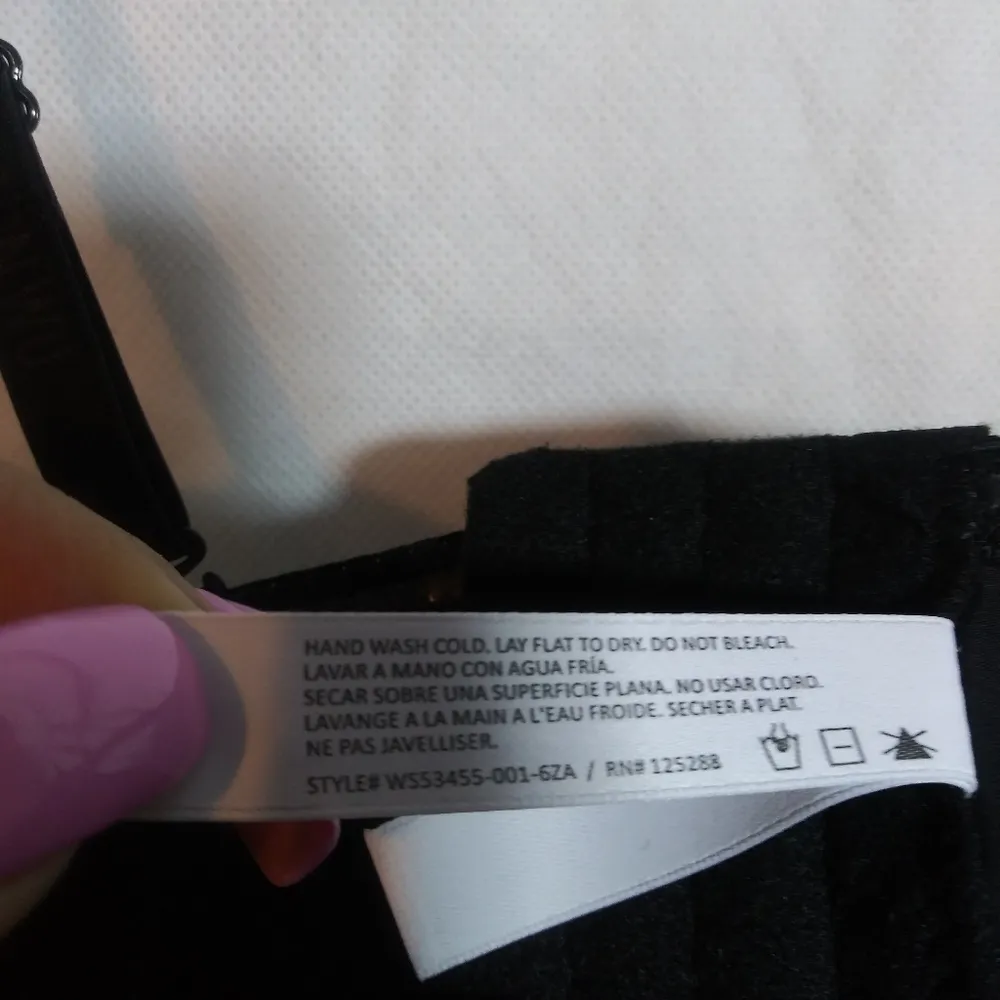 HAND WASH COLD. LAY FLAT TO DRY. DO NOT BLEACH.
LAVAR A MANO CON AGUA FRÍA.
SECAR SOBRE UNA SUPERFICIE PLANA. NO USAR CLORO.
LAVANGE A LA MAIN A L'EAU FROIDE. SECHER A PLAT.
NE PAS JAVELLISER.
STYLE# WS53455-001-6ZA / RN# 125288